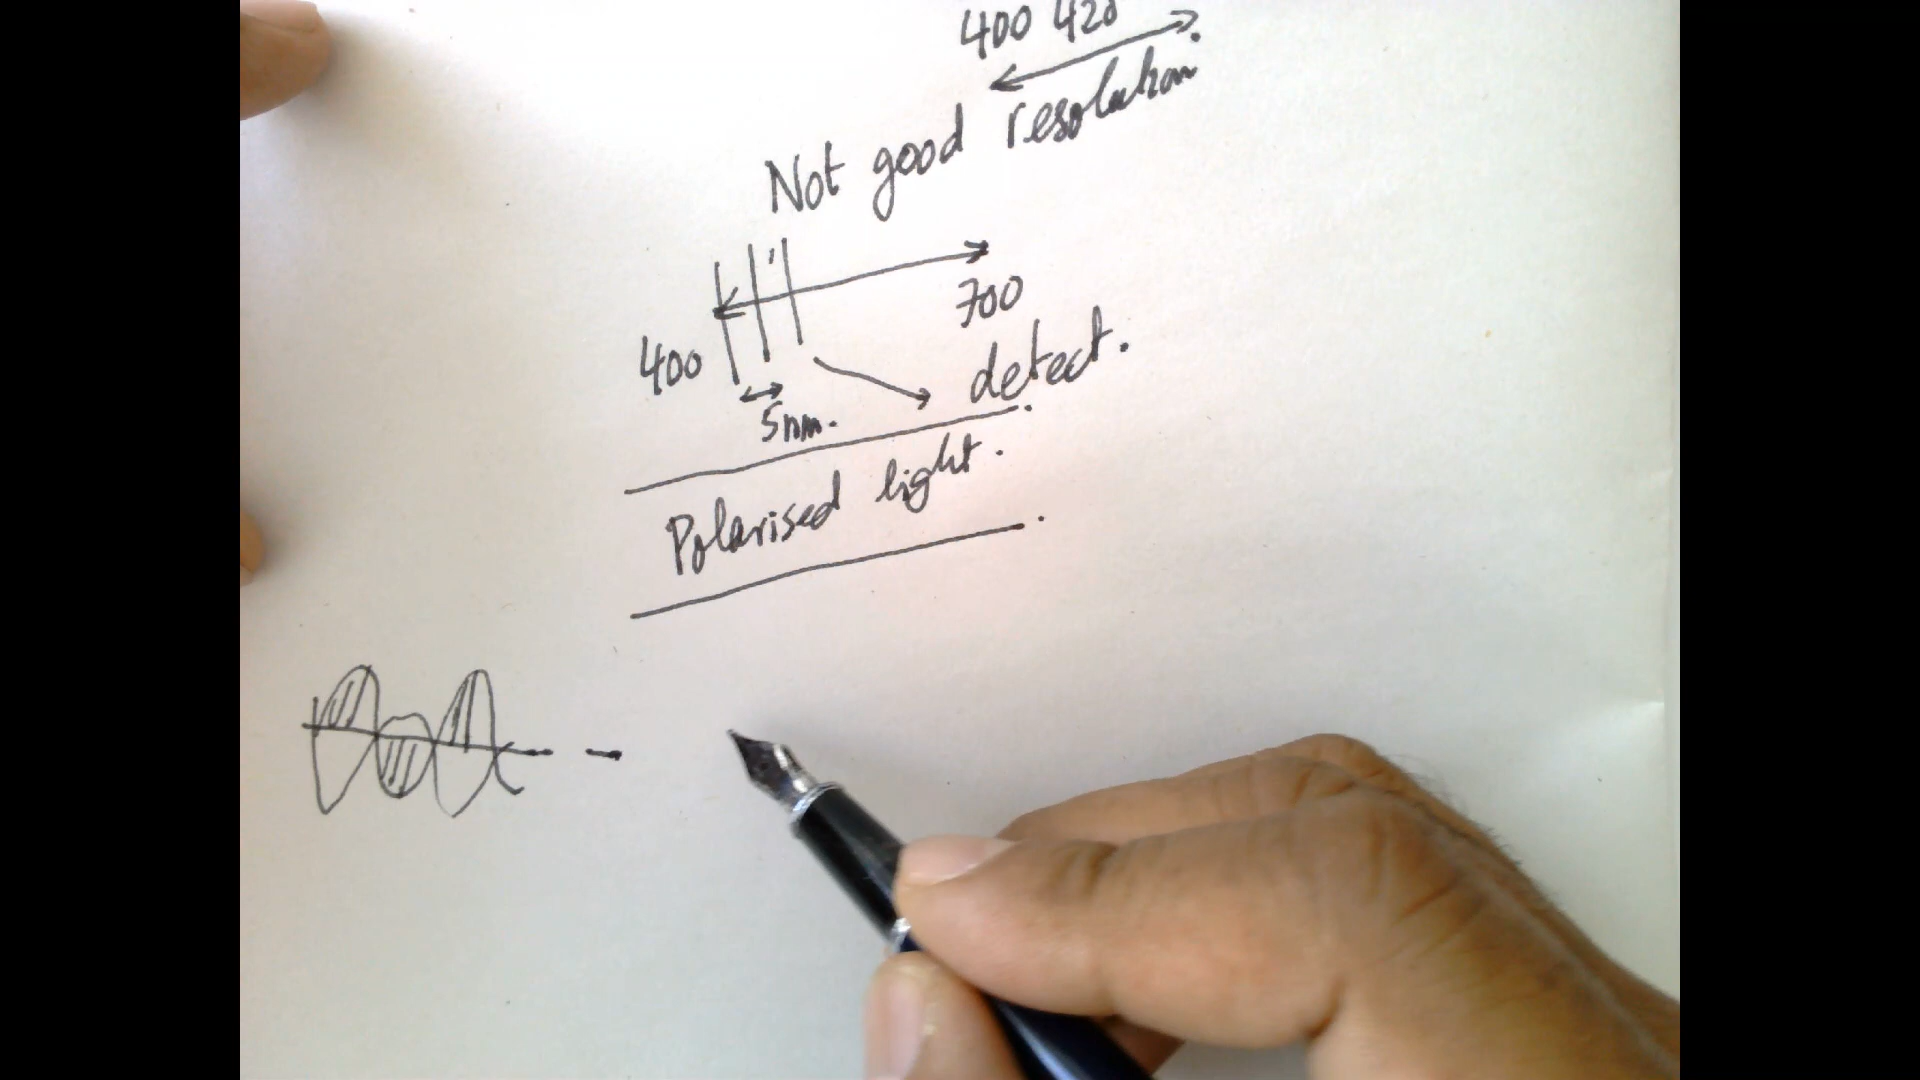 400 420
Not good resolution.
700
400
detect.
5nm.
Polarised light.